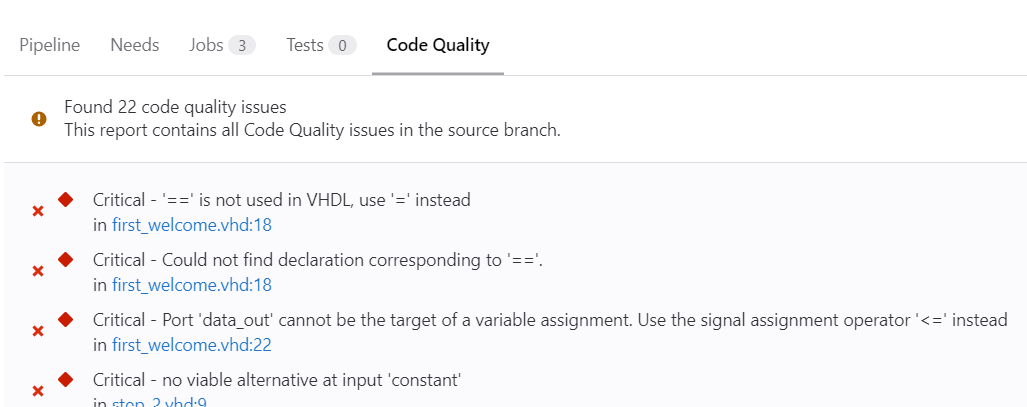 Pipeline Needs Jobs 3 Tests 0 Code Quality
Found 22 code quality issues
This report contains all Code Quality issues in the source branch.
Critical - '==' is not used in VHDL, use '=' instead
in first_welcome.vhd:18
Critical - Could not find declaration corresponding to '=='.
in first_welcome.vhd:18
Critical - Port 'data_out' cannot be the target of a variable assignment. Use the signal assignment operator '<=' instead
in first_welcome.vhd:22
Critical - no viable alternative at input 'constant'
in step_2.vhd:9